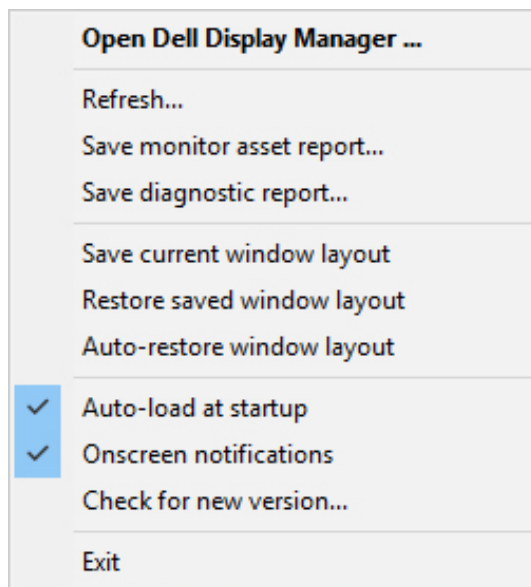 Open Dell Display Manager ...
Refresh...
Save monitor asset report...
Save diagnostic report...
Save current window layout
Restore saved window layout
Auto-restore window layout
Auto-load at startup
Onscreen notifications
Check for new version...
Exit